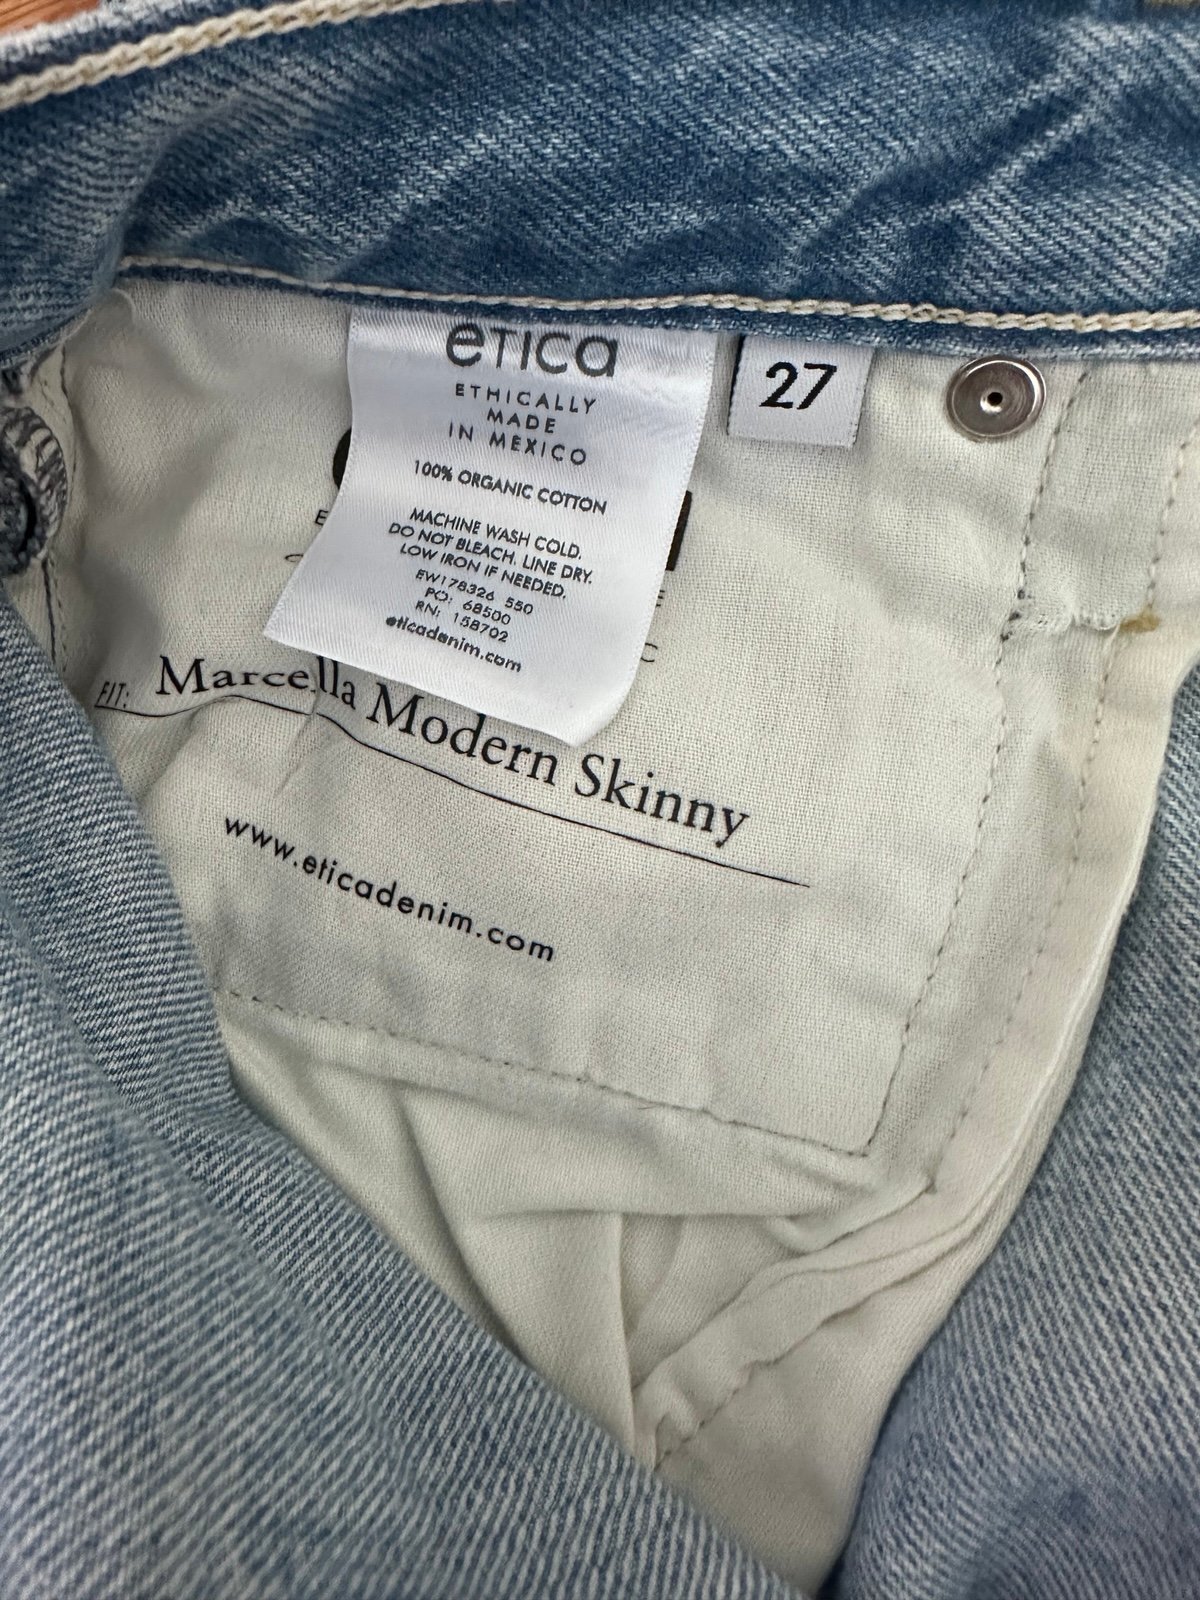 eTICa
ETHICALLY
MADE
IN MEXICO
100% ORGANIC COTTON
MACHINE WASH COLD.
DO NOT BLEACH. LINE DRY.
LOW IRON IF NEEDED.
EW178326 550
PO: 68500
RN: 158702
eticadenim.com
27
FIT: Marcella Modern Skinny
www.eticadenim.com